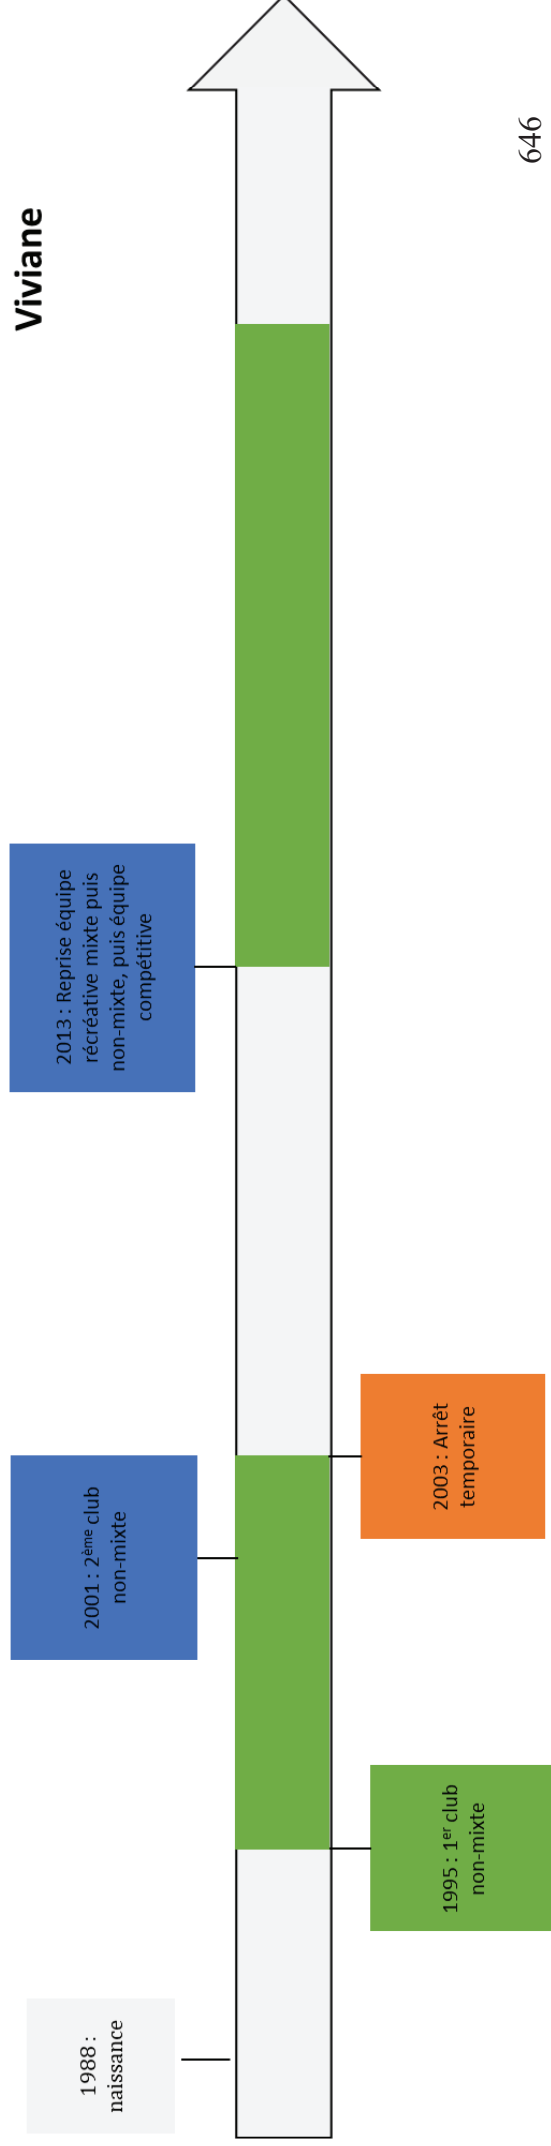 Viviane
1988 :
naissance
1995 : 1er club
non-mixte
2001 : 2ème club
non-mixte
2003 : Arrêt
temporaire
2013 : Reprise équipe
récréative mixte puis
non-mixte, puis équipe
compétitive
646